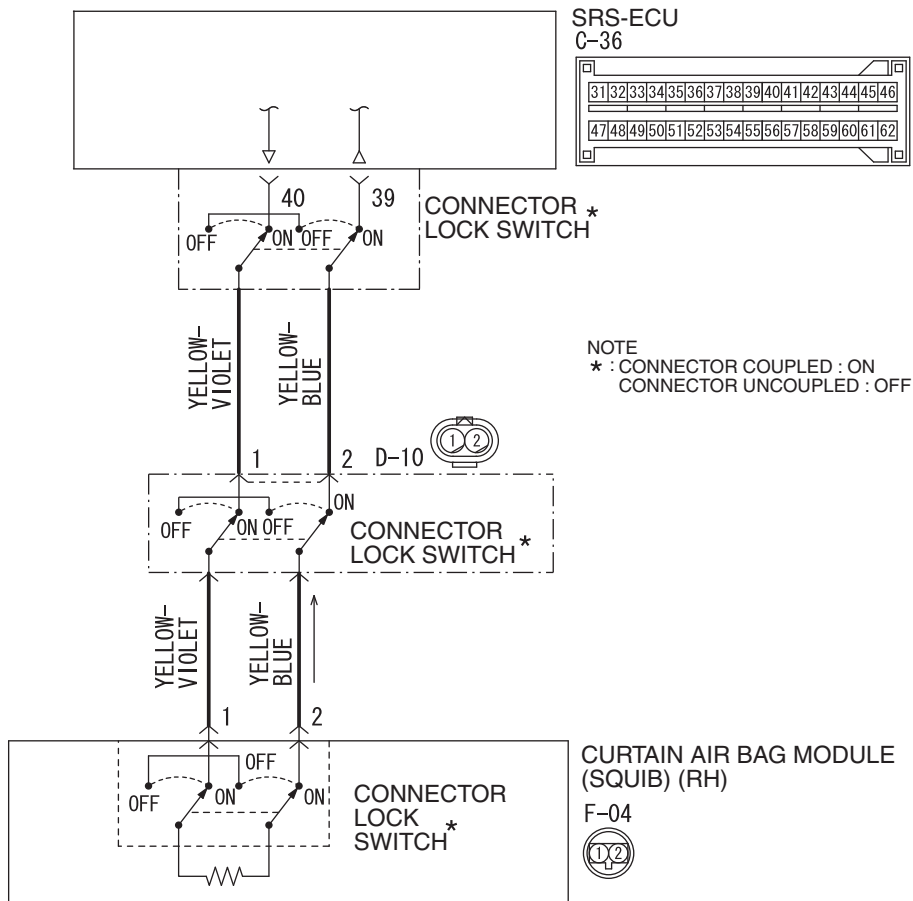 SRS-ECU
C-36
31 32 33 34 35 36 37 38 39 40 41 42 43 44 45 46
47 48 49 50 51 52 53 54 55 56 57 58 59 60 61 62
40 39
CONNECTOR
LOCK SWITCH *
OFF ON OFF ON
YELLOW-
VIOLET
YELLOW-
BLUE
NOTE
* : CONNECTOR COUPLED : ON
CONNECTOR UNCOUPLED : OFF
1 2 D-10
1 2
OFF ON OFF ON
CONNECTOR
LOCK SWITCH *
YELLOW-
VIOLET
YELLOW-
BLUE
1 2
OFF ON OFF ON
CONNECTOR
LOCK
SWITCH *
CURTAIN AIR BAG MODULE
(SQUIB) (RH)
F-04
1 2